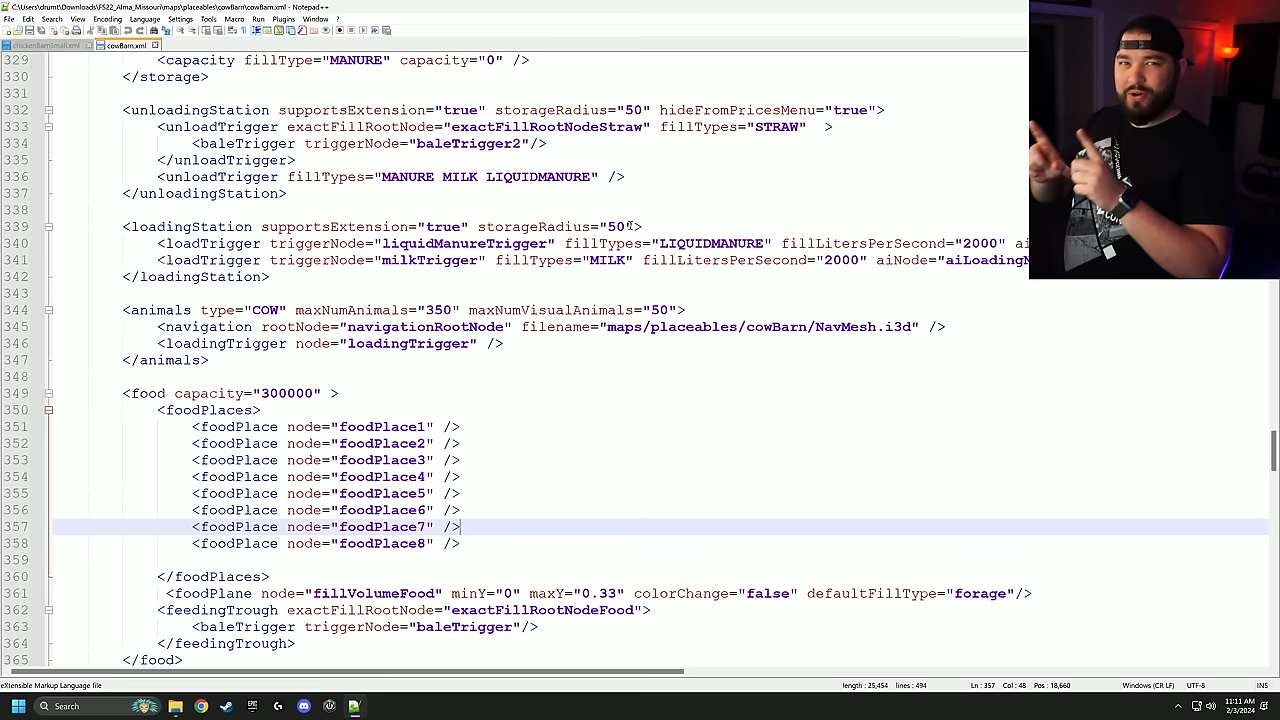 C:\Users\drumt\Downloads\FS22_Alma_Missouri\maps\placeables\cowBarn\cowBarn.xml - Notepad++
File Edit Search View Encoding Language Settings Tools Macro Run Plugins Window ?
chickenBarnSmall.xml cowBarn.xml
329 <capacity fillType="MANURE" capacity="0" />
330 </storage>
331
332 <unloadingStation supportsExtension="true" storageRadius="50" hideFromPricesMenu="true">
333 <unloadTrigger exactFillRootNode="exactFillRootNodeStraw" fillTypes="STRAW" >
334 <baleTrigger triggerNode="baleTrigger2"/>
335 </unloadTrigger>
336 <unloadTrigger fillTypes="MANURE MILK LIQUIDMANURE" />
337 </unloadingStation>
338
339 <loadingStation supportsExtension="true" storageRadius="50">
340 <loadTrigger triggerNode="liquidManureTrigger" fillTypes="LIQUIDMANURE" fillLitersPerSecond="2000" ai
341 <loadTrigger triggerNode="milkTrigger" fillTypes="MILK" fillLitersPerSecond="2000" aiNode="aiLoadingN
342 </loadingStation>
343
344 <animals type="COW" maxNumAnimals="350" maxNumVisualAnimals="50">
345 <navigation rootNode="navigationRootNode" filename="maps/placeables/cowBarn/NavMesh.i3d" />
346 <loadingTrigger node="loadingTrigger" />
347 </animals>
348
349 <food capacity="300000" >
350 <foodPlaces>
351 <foodPlace node="foodPlace1" />
352 <foodPlace node="foodPlace2" />
353 <foodPlace node="foodPlace3" />
354 <foodPlace node="foodPlace4" />
355 <foodPlace node="foodPlace5" />
356 <foodPlace node="foodPlace6" />
357 <foodPlace node="foodPlace7" />
358 <foodPlace node="foodPlace8" />
359
360 </foodPlaces>
361 <foodPlane node="fillVolumeFood" minY="0" maxY="0.33" colorChange="false" defaultFillType="forage"/>
362 <feedingTrough exactFillRootNode="exactFillRootNodeFood">
363 <baleTrigger triggerNode="baleTrigger"/>
364 </feedingTrough>
365 </food>
eXtensible Markup Language file length : 25,454 lines : 494 Ln : 357 Col : 48 Pos : 18,660 Windows (CR LF) UTF-8 INS
Search
11:11 AM
2/3/2024